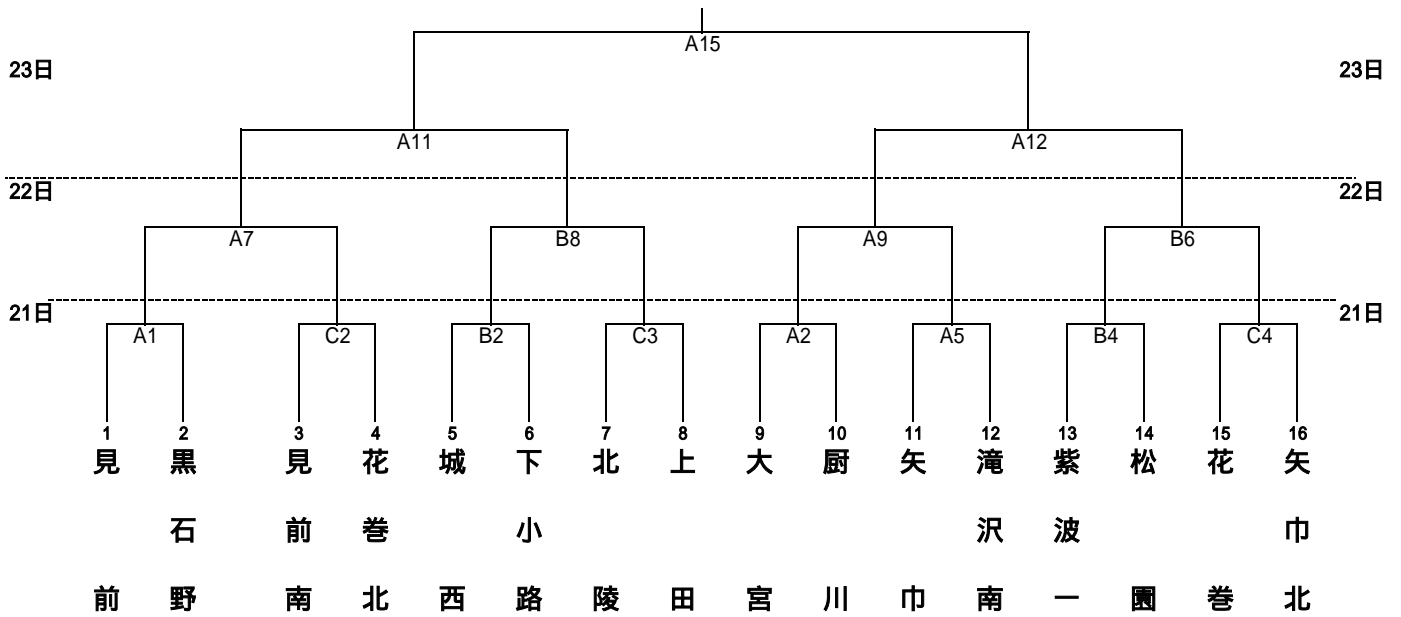 A15
23日 23日
A11 A12
22日 22日
A7 B8 A9 B6
21日 21日
A1 C2 B2 C3 A2 A5 B4 C4
1 2 3 4 5 6 7 8 9 10 11 12 13 14 15 16
見前
黒石野
見前南
花巻北
城西
下小路
北陵
上田
大宮
厨川
矢巾
滝沢南
紫波一
松園
花巻
矢巾北